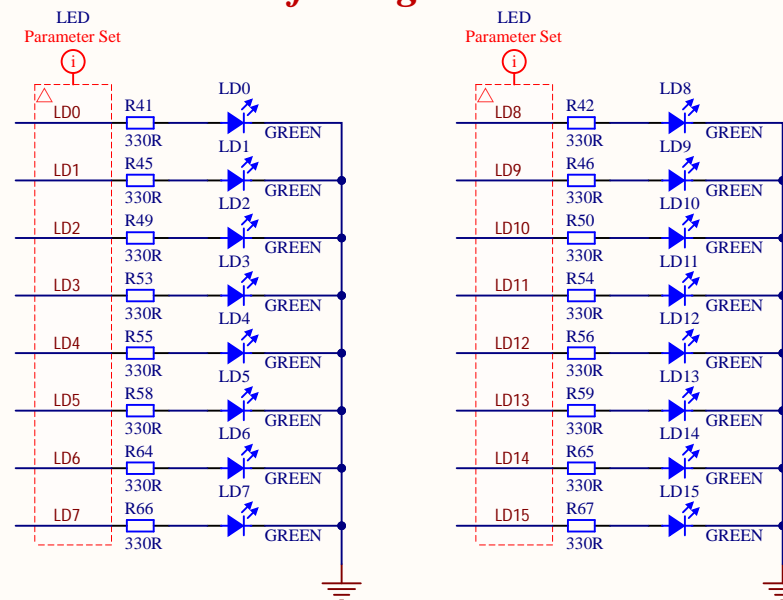 LED
Parameter Set
i
LD0
R41
330R
LD0
GREEN
LD1
R45
330R
LD1
GREEN
LD2
R49
330R
LD2
GREEN
LD3
R53
330R
LD3
GREEN
LD4
R55
330R
LD4
GREEN
LD5
R58
330R
LD5
GREEN
LD6
R64
330R
LD6
GREEN
LD7
R66
330R
LD7
GREEN
LED
Parameter Set
i
LD8
R42
330R
LD8
GREEN
LD9
R46
330R
LD9
GREEN
LD10
R50
330R
LD10
GREEN
LD11
R54
330R
LD11
GREEN
LD12
R56
330R
LD12
GREEN
LD13
R59
330R
LD13
GREEN
LD14
R65
330R
LD14
GREEN
LD15
R67
330R
LD15
GREEN